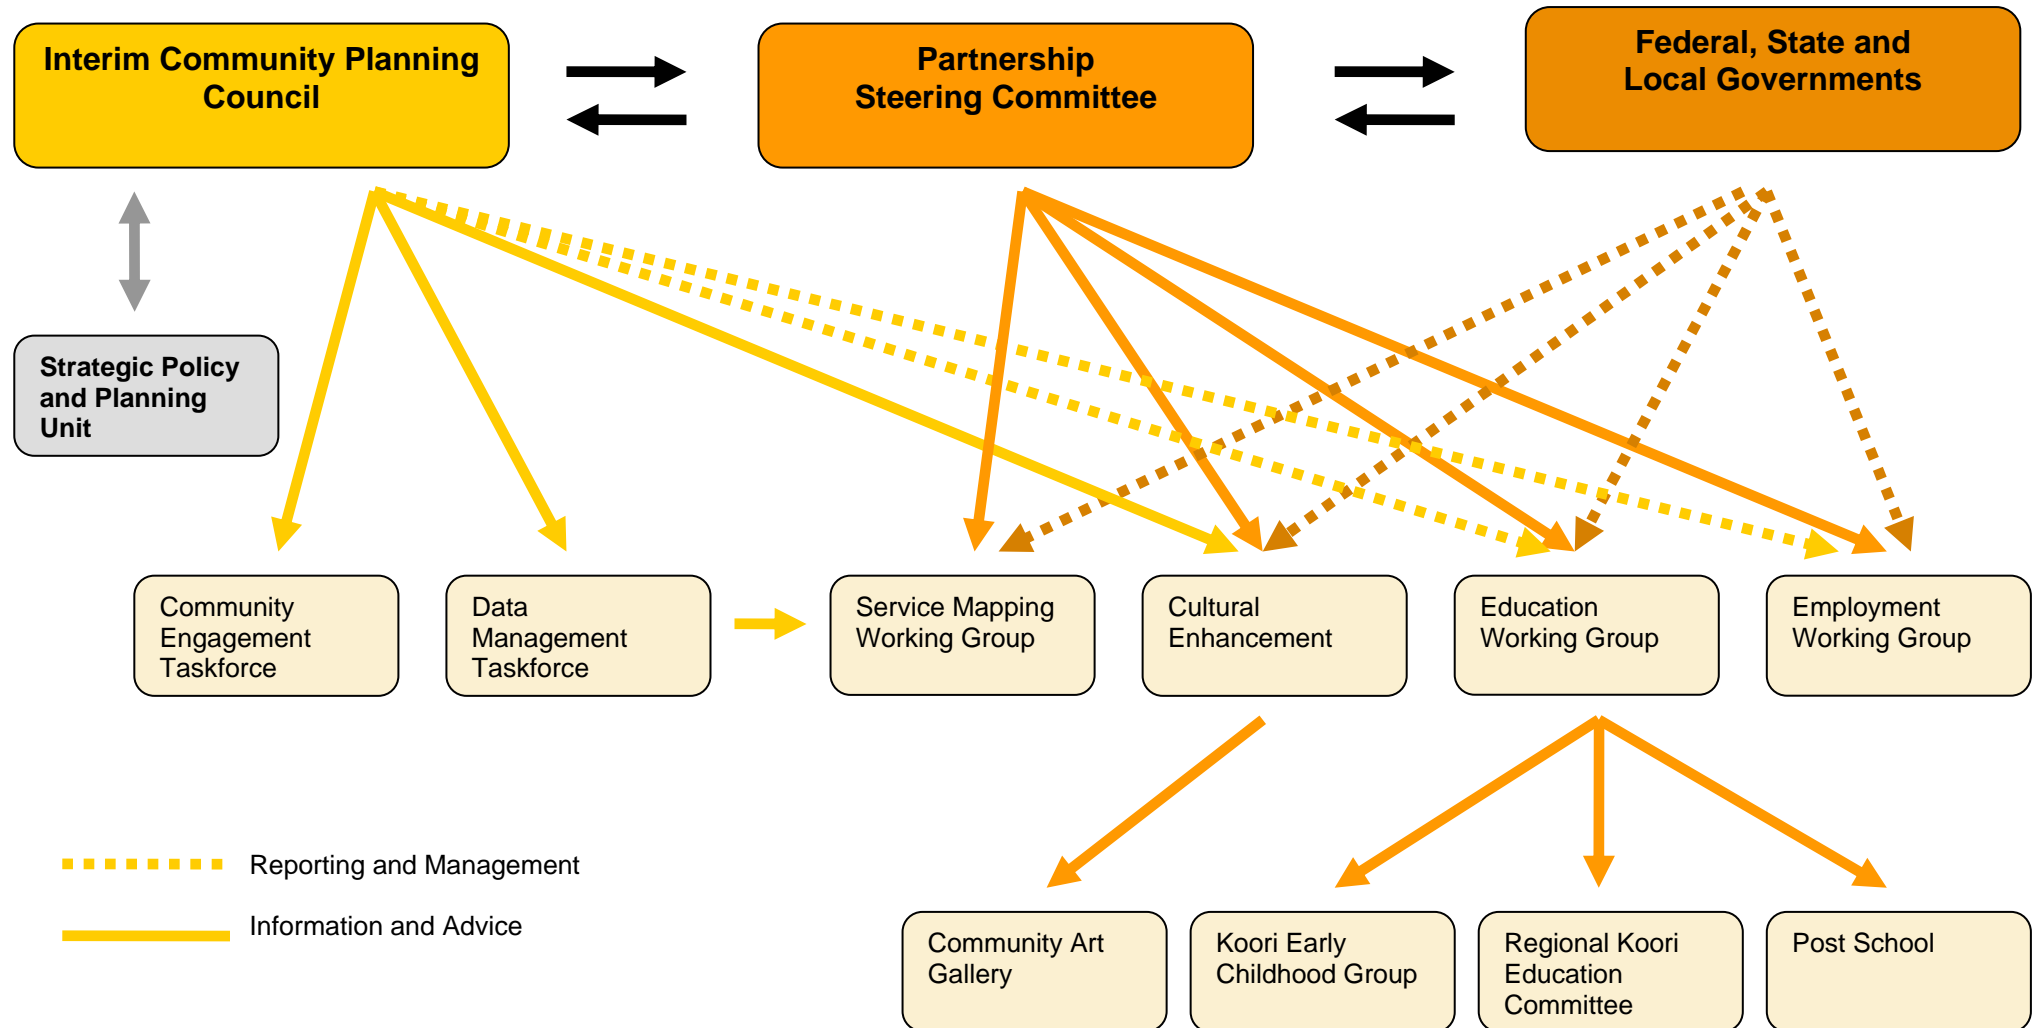 Interim Community Planning
Council
Partnership
Steering Committee
Federal, State and
Local Governments
Strategic Policy
and Planning
Unit
Community
Engagement
Taskforce
Data
Management
Taskforce
Service Mapping
Working Group
Cultural
Enhancement
Education
Working Group
Employment
Working Group
Reporting and Management
Information and Advice
Community Art
Gallery
Koori Early
Childhood Group
Regional Koori
Education
Committee
Post School